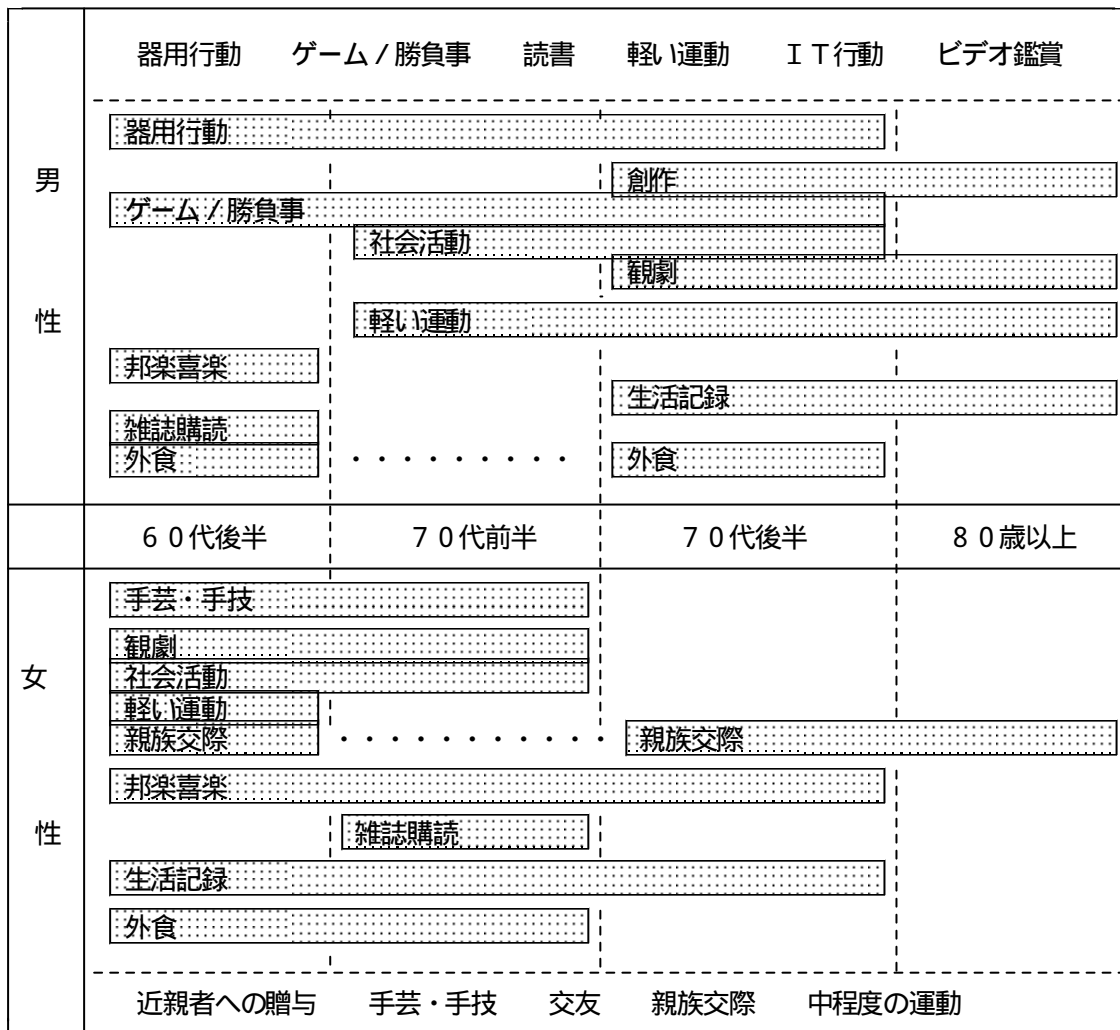 器用行動 ゲーム/勝負事 読書 軽い運動 IT行動 ビデオ鑑賞
男性
器用行動
創作
ゲーム/勝負事
社会活動
観劇
軽い運動
邦楽喜楽
生活記録
雑誌購読
外食 ・・・・・・・・・ 外食
60代後半 70代前半 70代後半 80歳以上
女性
手芸・手技
観劇
社会活動
軽い運動
親族交際 ・・・・・・・・・・・ 親族交際
邦楽喜楽
雑誌購読
生活記録
外食
近親者への贈与 手芸・手技 交友 親族交際 中程度の運動